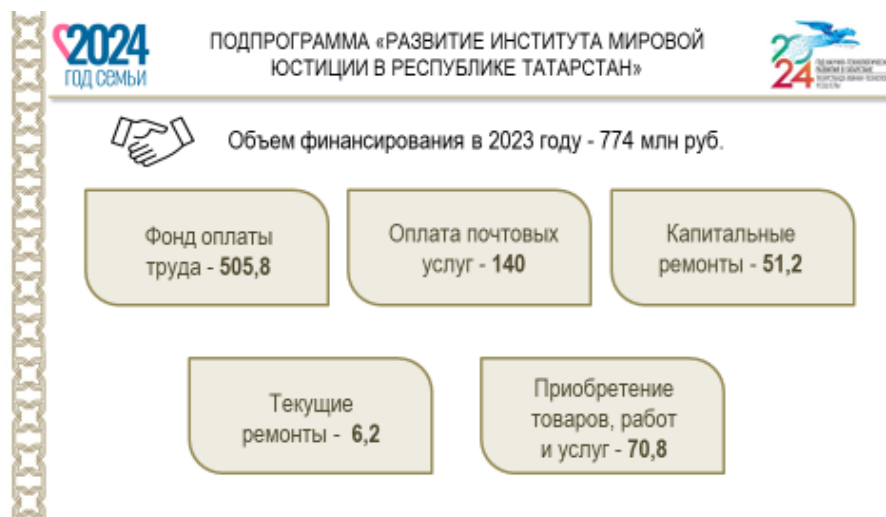 2024
ГОД СЕМЬИ
ПОДПРОГРАММА «РАЗВИТИЕ ИНСТИТУТА МИРОВОЙ
ЮСТИЦИИ В РЕСПУБЛИКЕ ТАТАРСТАН»
20
24
Объем финансирования в 2023 году - 774 млн руб.
Фонд оплаты
труда - 505,8
Оплата почтовых
услуг - 140
Капитальные
ремонты - 51,2
Текущие
ремонты - 6,2
Приобретение
товаров, работ
и услуг - 70,8